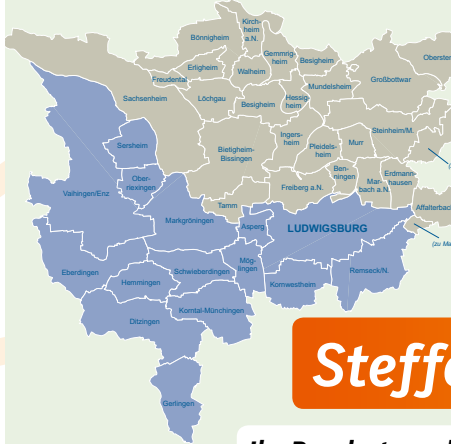 Kirch-
heim
a.N.
Bönnigheim
Gemmrig-
heim
Besigheim
Oberster
Erligheim
Walheim
Freudental
Mundelsheim
Großbottwar
Sachsenheim
Löchgau
Besigheim
Hessig-
heim
Steinheim/M.
Ingers-
heim
Pleidels-
heim
Murr
Sersheim
Bietigheim-
Bissingen
Ben-
ningen
Mar-
bach a.N.
Erdmann-
hausen
Ober-
riexingen
Freiberg a.N.
Vaihingen/Enz
Tamm
Affalterbach
Markgröningen
Asperg
LUDWIGSBURG
(zu Ma
Eberdingen
Schwieberdingen
Mög-
lingen
Remseck/N.
Hemmingen
Kornwestheim
Korntal-Münchingen
Ditzingen
Steffe
Gerlingen